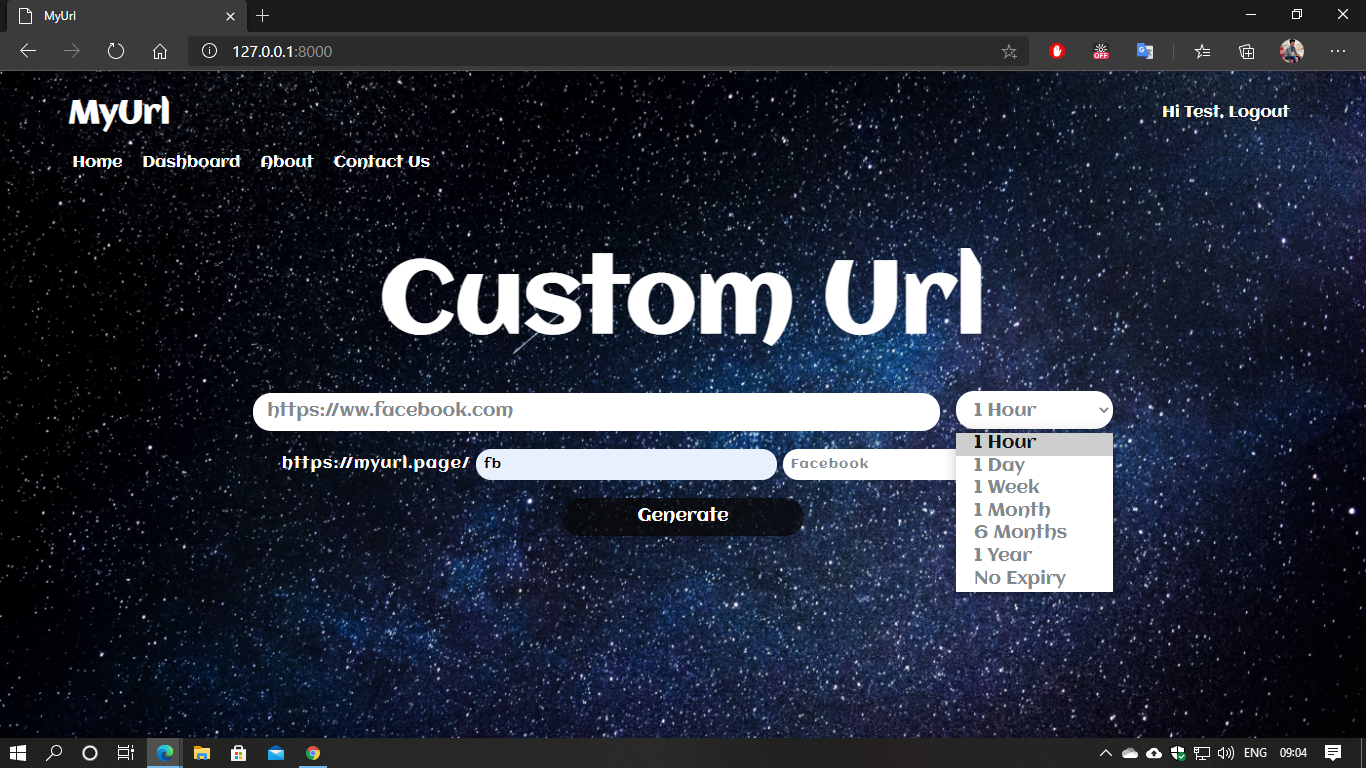 MyUrl
127.0.0.1:8000
OFF
MyUrl
Hi Test, Logout
Home Dashboard About Contact Us
Custom Url
https://ww.facebook.com
1 Hour
https://myurl.page/
fb
Facebook
1 Hour
1 Day
1 Week
1 Month
6 Months
1 Year
No Expiry
Generate
ENG 09:04